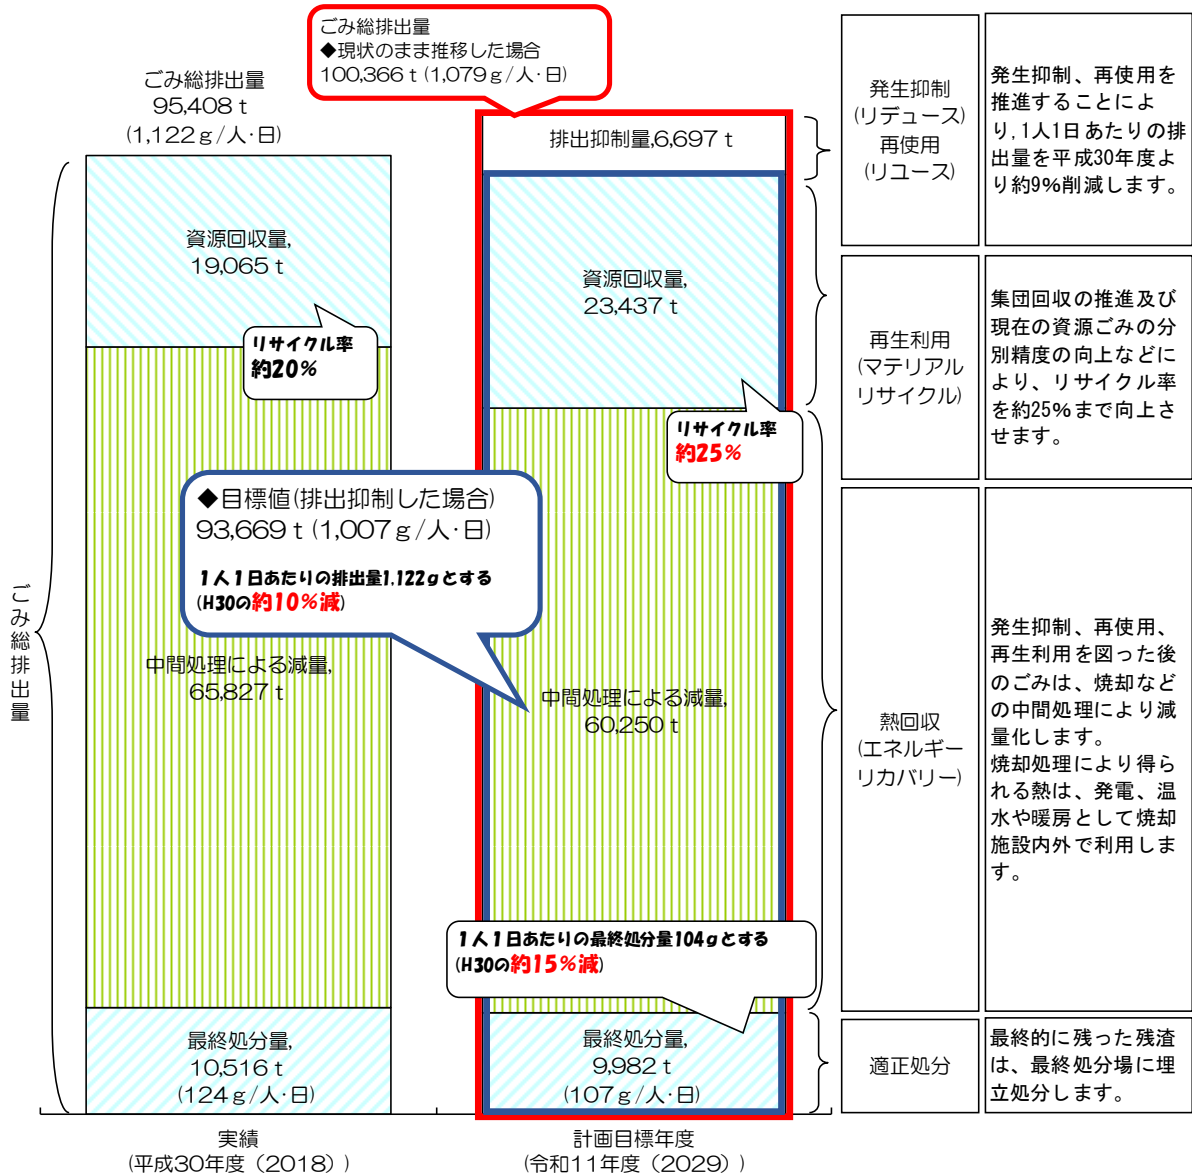 ごみ総排出量
◆現状のまま推移した場合
100,366ｔ(1,079ｇ/人･日)
ごみ総排出量
95,408ｔ
(1,122ｇ/人･日)
資源回収量,
19,065ｔ
リサイクル率
約20%
中間処理による減量,
65,827ｔ
最終処分量,
10,516ｔ
(124ｇ/人･日)
ごみ総排出量
排出抑制量,6,697ｔ
資源回収量,
23,437ｔ
リサイクル率
約25%
◆目標値(排出抑制した場合)
93,669ｔ(1,007ｇ/人･日)
1人1日あたりの排出量1,122gとする
(H30の約10%減)
中間処理による減量,
60,250ｔ
1人1日あたりの最終処分量104gとする
(H30の約15%減)
最終処分量,
9,982ｔ
(107ｇ/人･日)
実績
(平成30年度（2018）)
計画目標年度
(令和11年度（2029）)
発生抑制
(リデュース)
再使用
(リユース)
発生抑制、再使用を
推進することによ
り,1人1日あたりの排
出量を平成30年度よ
り約9%削減します。
再生利用
(マテリアル
リサイクル)
集団回収の推進及び
現在の資源ごみの分
別精度の向上などに
より、リサイクル率
を約25%まで向上さ
せます。
熱回収
(エネルギー
リカバリー)
発生抑制、再使用、
再生利用を図った後
のごみは、焼却など
の中間処理により減
量化します。
焼却処理により得ら
れる熱は、発電、温
水や暖房として焼却
施設内外で利用しま
す。
適正処分
最終的に残った残渣
は、最終処分場に埋
立処分します。